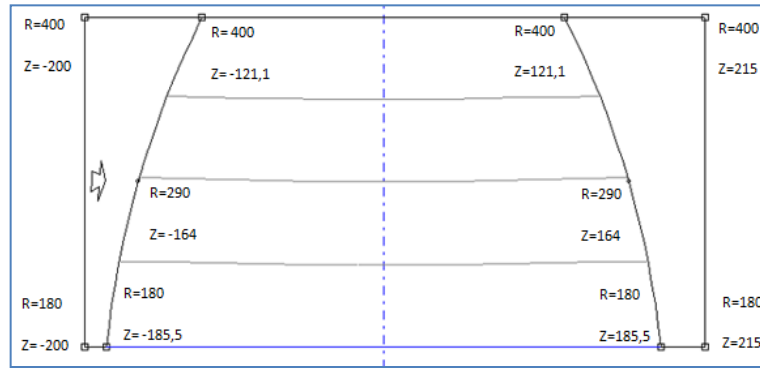 R=400
R= 400
R=400
R=400
Z= -200
Z= -121,1
Z=121,1
Z=215
R=290
R=290
Z= -164
Z=164
R=180
R=180
R=180
R=180
Z= -200
Z= -185,5
Z=185,5
Z=215